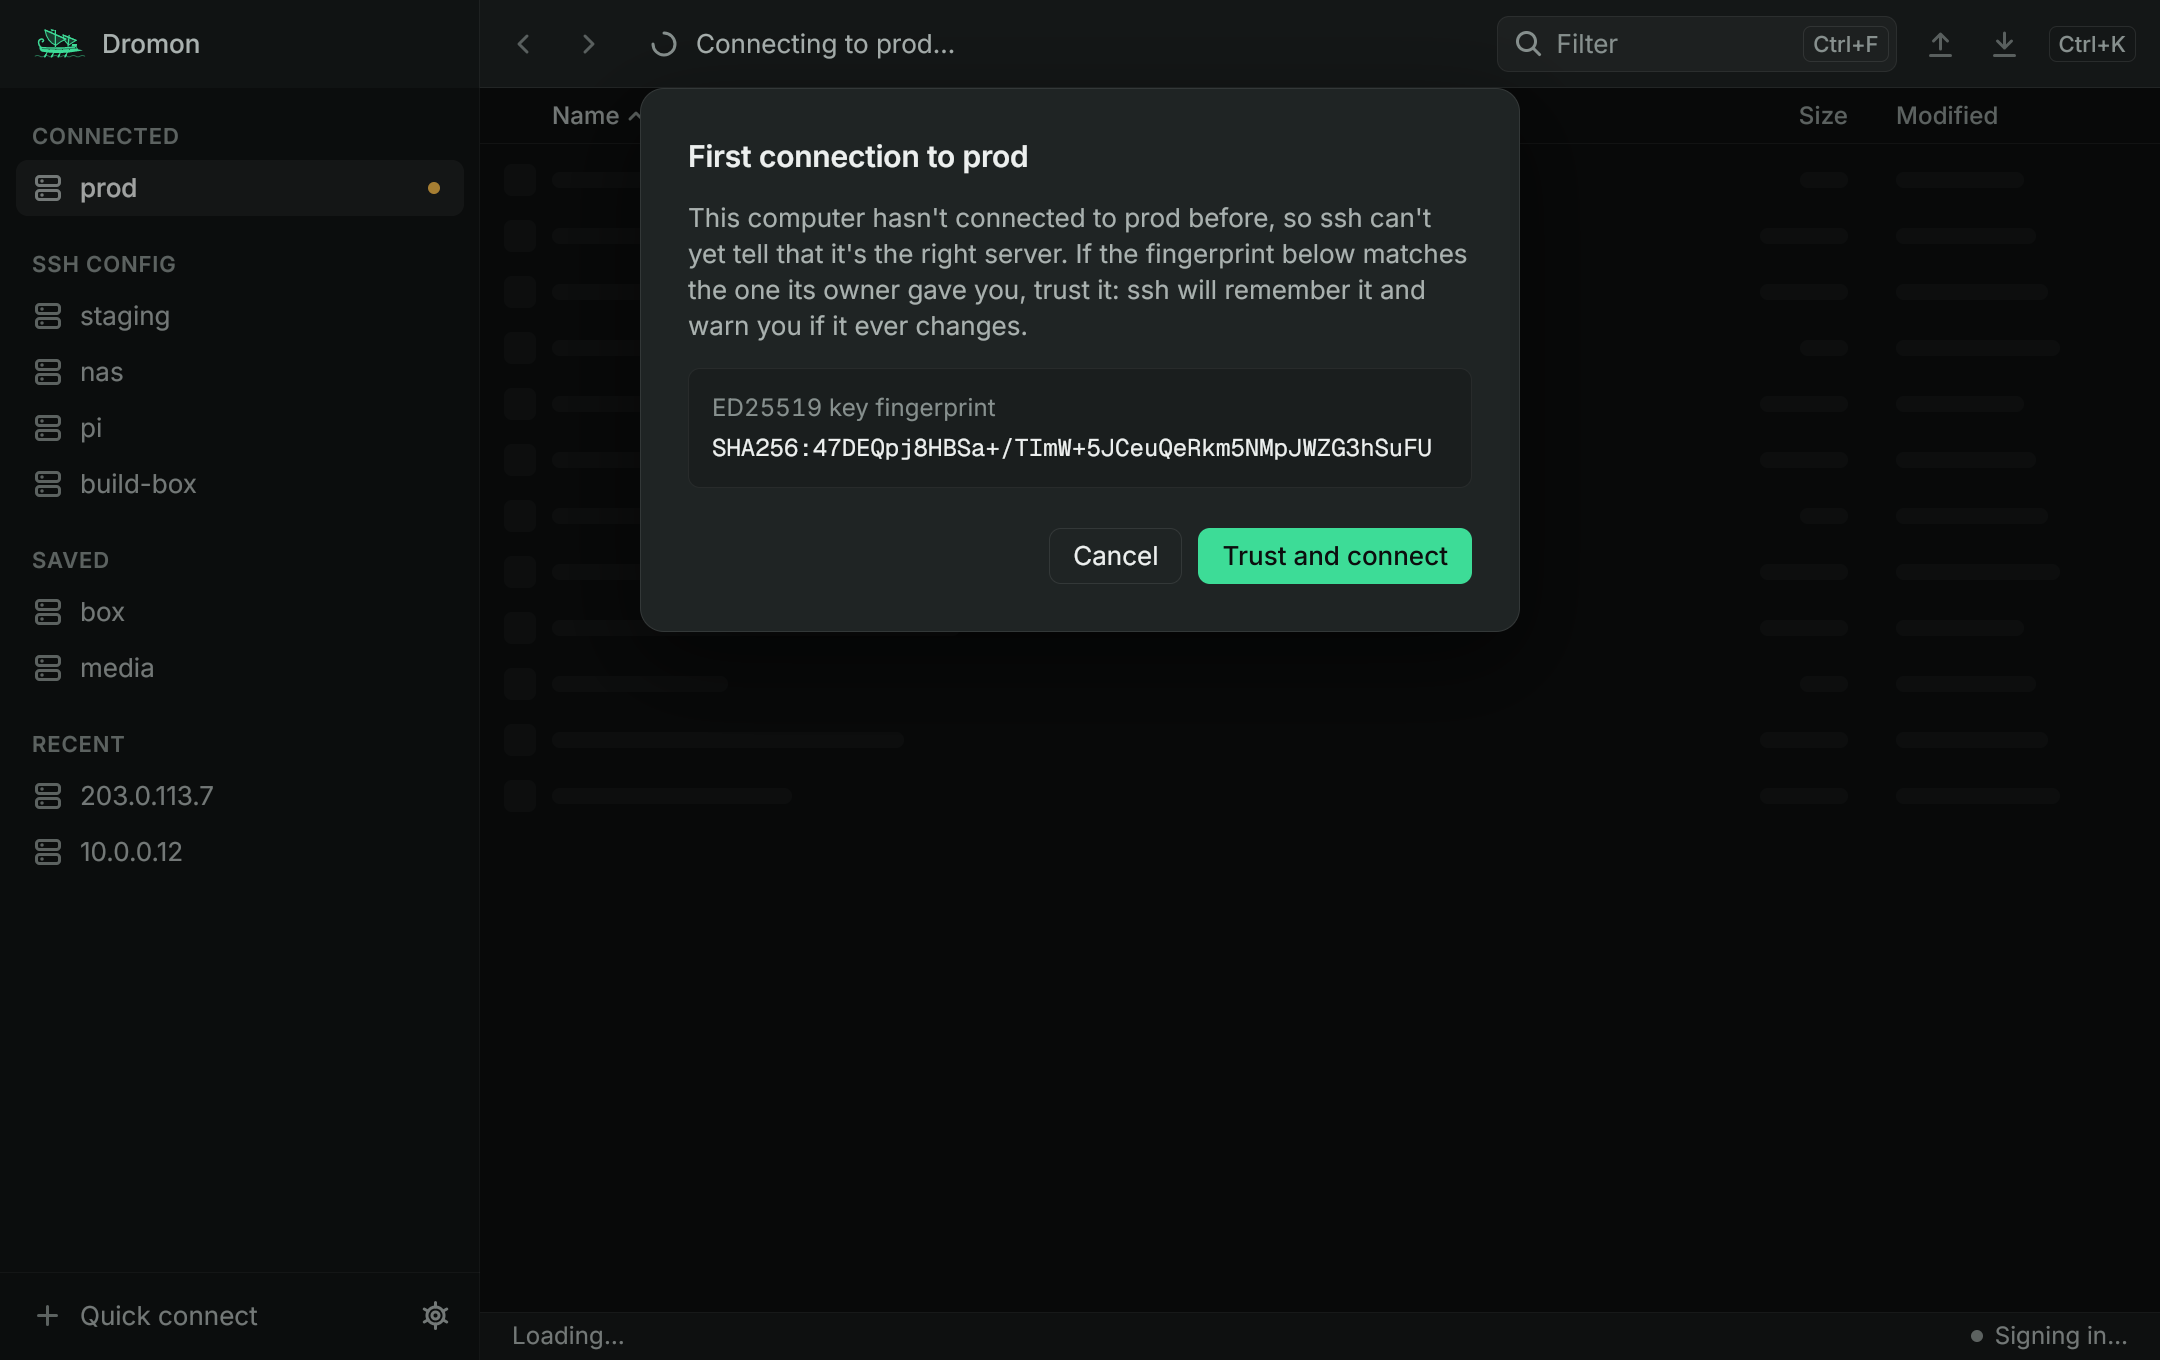 Dromon
Connecting to prod...
Filter
Ctrl+F
Ctrl+K
CONNECTED
prod
SSH CONFIG
staging
nas
pi
build-box
SAVED
box
media
RECENT
203.0.113.7
10.0.0.12
Quick connect
Name
Size
Modified
First connection to prod
This computer hasn't connected to prod before, so ssh can't
yet tell that it's the right server. If the fingerprint below matches
the one its owner gave you, trust it: ssh will remember it and
warn you if it ever changes.
ED25519 key fingerprint
SHA256:47DEQpj8HBSa+/TImW+5JCeuQeRkm5NMpJWZG3hSuFU
Cancel
Trust and connect
Loading...
Signing in...